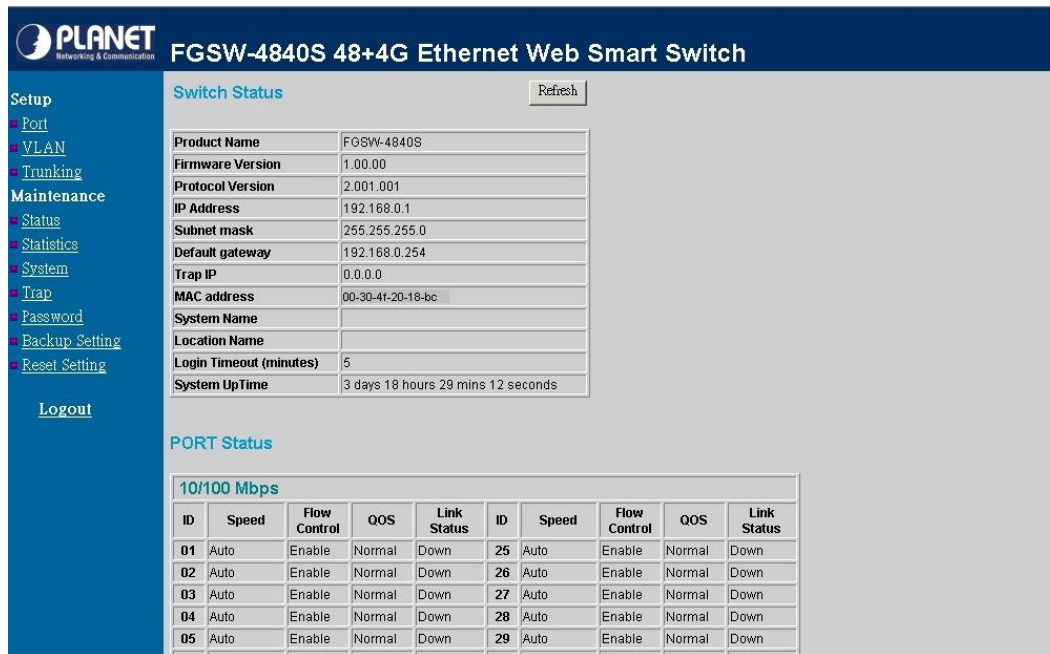 PLANET
Networking & Communication
FGSW-4840S 48+4G Ethernet Web Smart Switch
Setup
Port
VLAN
Trunking
Maintenance
Status
Statistics
System
Trap
Password
Backup Setting
Reset Setting
Logout
Switch Status
Refresh
Product Name FGSW-4840S
Firmware Version 1.00.00
Protocol Version 2.001.001
IP Address 192.168.0.1
Subnet mask 255.255.255.0
Default gateway 192.168.0.254
Trap IP 0.0.0.0
MAC address 00-30-4f-20-18-bc
System Name
Location Name
Login Timeout (minutes) 5
System UpTime 3 days 18 hours 29 mins 12 seconds
PORT Status
10/100 Mbps
ID Speed Flow Control QOS Link Status ID Speed Flow Control QOS Link Status
01 Auto Enable Normal Down 25 Auto Enable Normal Down
02 Auto Enable Normal Down 26 Auto Enable Normal Down
03 Auto Enable Normal Down 27 Auto Enable Normal Down
04 Auto Enable Normal Down 28 Auto Enable Normal Down
05 Auto Enable Normal Down 29 Auto Enable Normal Down